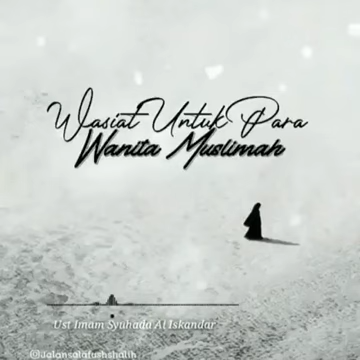 Wasiat Untuk Para
Wanita Muslimah
Ust Imam Syuhada Al Iskandar
@Jalansalafushshalih